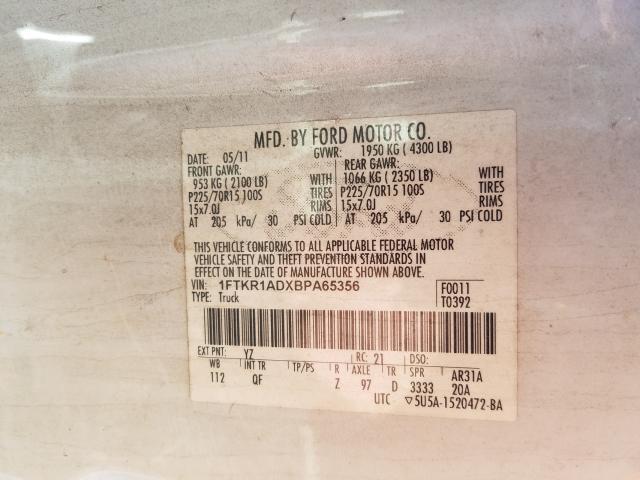 MFD. BY FORD MOTOR CO.
DATE: 05/11 GVWR: 1950 KG ( 4300 LB)
FRONT GAWR: REAR GAWR:
953 KG ( 2100 LB) WITH 1066 KG ( 2350 LB) WITH
P225/70R15 100S TIRES P225/70R15 100S TIRES
15x7.0J RIMS 15x7.0J RIMS
AT 205 kPa/ 30 PSI COLD AT 205 kPa/ 30 PSI COLD
THIS VEHICLE CONFORMS TO ALL APPLICABLE FEDERAL MOTOR
VEHICLE SAFETY AND THEFT PREVENTION STANDARDS IN
EFFECT ON THE DATE OF MANUFACTURE SHOWN ABOVE.
VIN: 1FTKR1ADXBPA65356 F0011
TYPE: Truck T0392
EXT PNT: YZ RC: 21 DSO:
WB INT TR TP/PS R AXLE TR SPR AR31A
112 QF Z 97 D 3333 20A
UTC ▽5U5A-1520472-BA